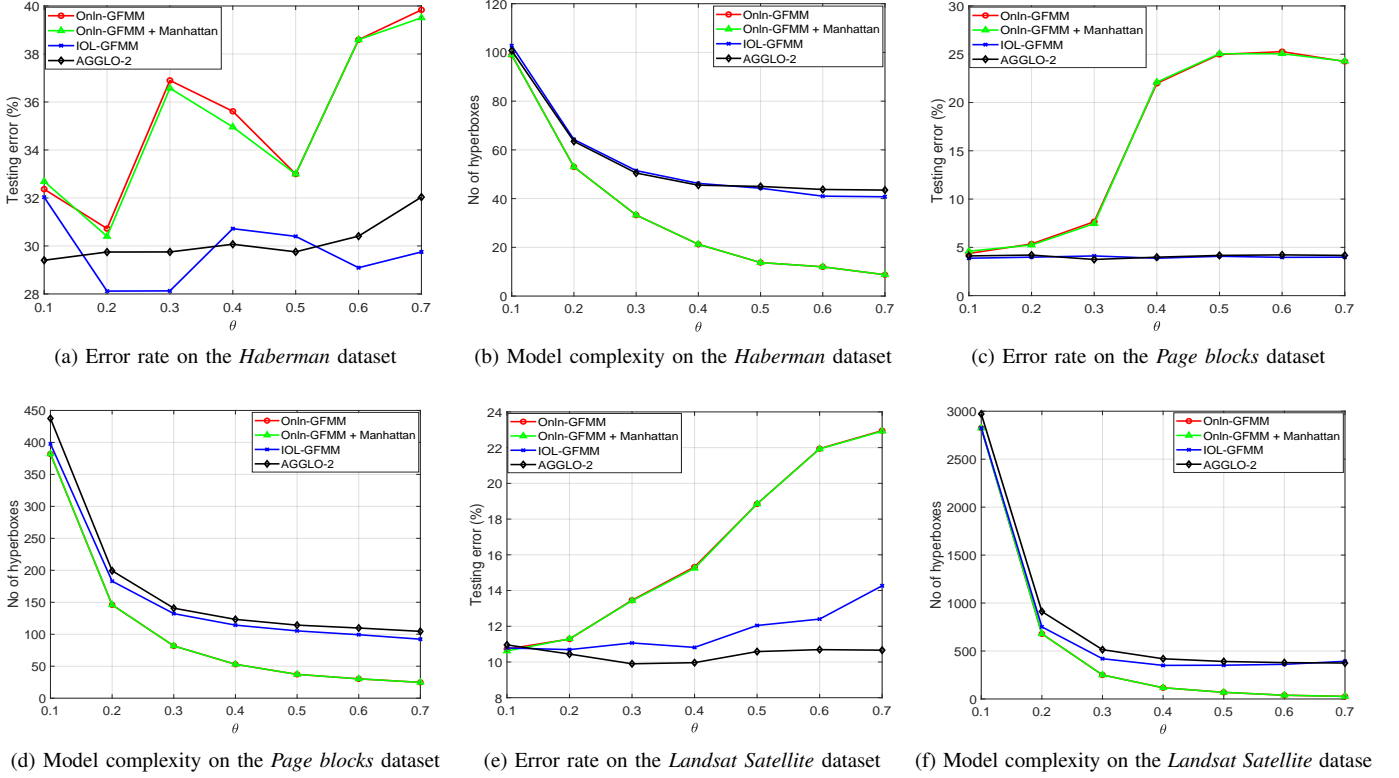 OnIn-GFMM
OnIn-GFMM + Manhattan
IOL-GFMM
AGGLO-2
Testing error (%)
40
38
36
34
32
30
28
0.1 0.2 0.3 0.4 0.5 0.6 0.7
θ
(a) Error rate on the Haberman dataset
OnIn-GFMM
OnIn-GFMM + Manhattan
IOL-GFMM
AGGLO-2
No of hyperboxes
120
100
80
60
40
20
0
0.1 0.2 0.3 0.4 0.5 0.6 0.7
θ
(b) Model complexity on the Haberman dataset
OnIn-GFMM
OnIn-GFMM + Manhattan
IOL-GFMM
AGGLO-2
Testing error (%)
30
25
20
15
10
5
0
0.1 0.2 0.3 0.4 0.5 0.6 0.7
θ
(c) Error rate on the Page blocks dataset
OnIn-GFMM
OnIn-GFMM + Manhattan
IOL-GFMM
AGGLO-2
No of hyperboxes
450
400
350
300
250
200
150
100
50
0
0.1 0.2 0.3 0.4 0.5 0.6 0.7
θ
(d) Model complexity on the Page blocks dataset
OnIn-GFMM
OnIn-GFMM + Manhattan
IOL-GFMM
AGGLO-2
Testing error (%)
24
22
20
18
16
14
12
10
8
0.1 0.2 0.3 0.4 0.5 0.6 0.7
θ
(e) Error rate on the Landsat Satellite dataset
OnIn-GFMM
OnIn-GFMM + Manhattan
IOL-GFMM
AGGLO-2
No of hyperboxes
3000
2500
2000
1500
1000
500
0
0.1 0.2 0.3 0.4 0.5 0.6 0.7
θ
(f) Model complexity on the Landsat Satellite datase